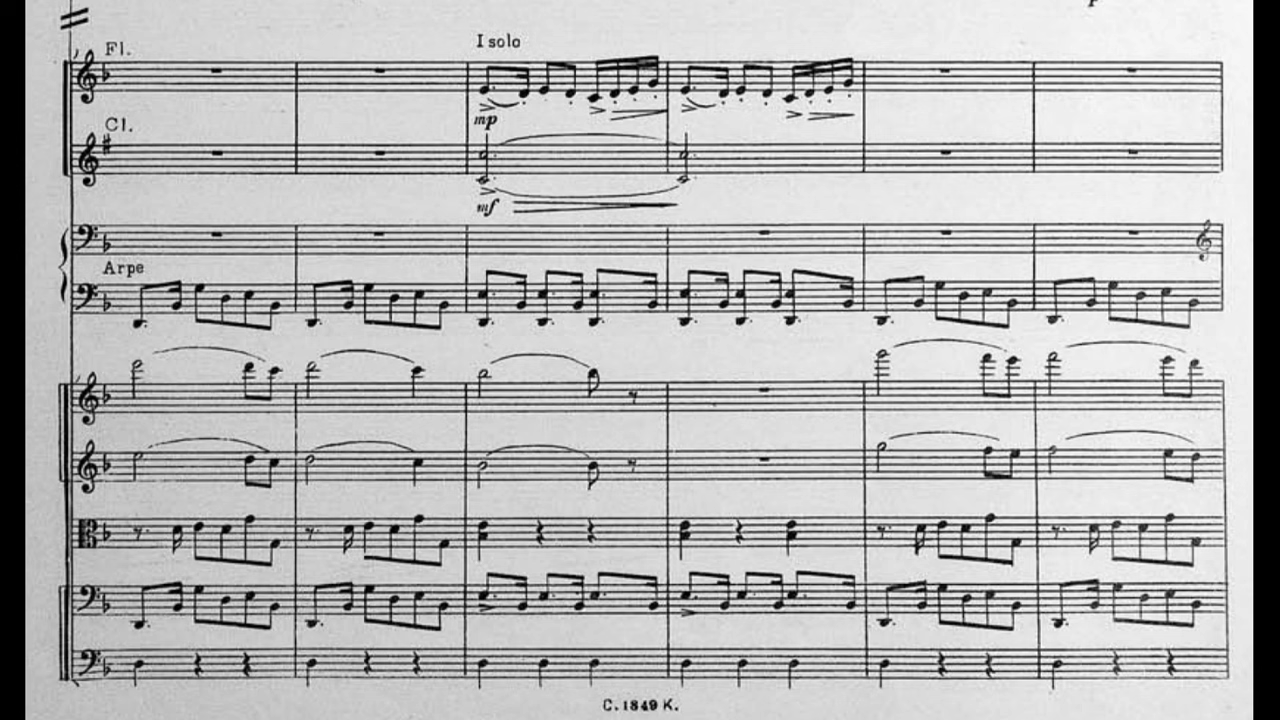 p
Fl.
I solo
mp
Cl.
mf
Arpe
C. 1849 K.